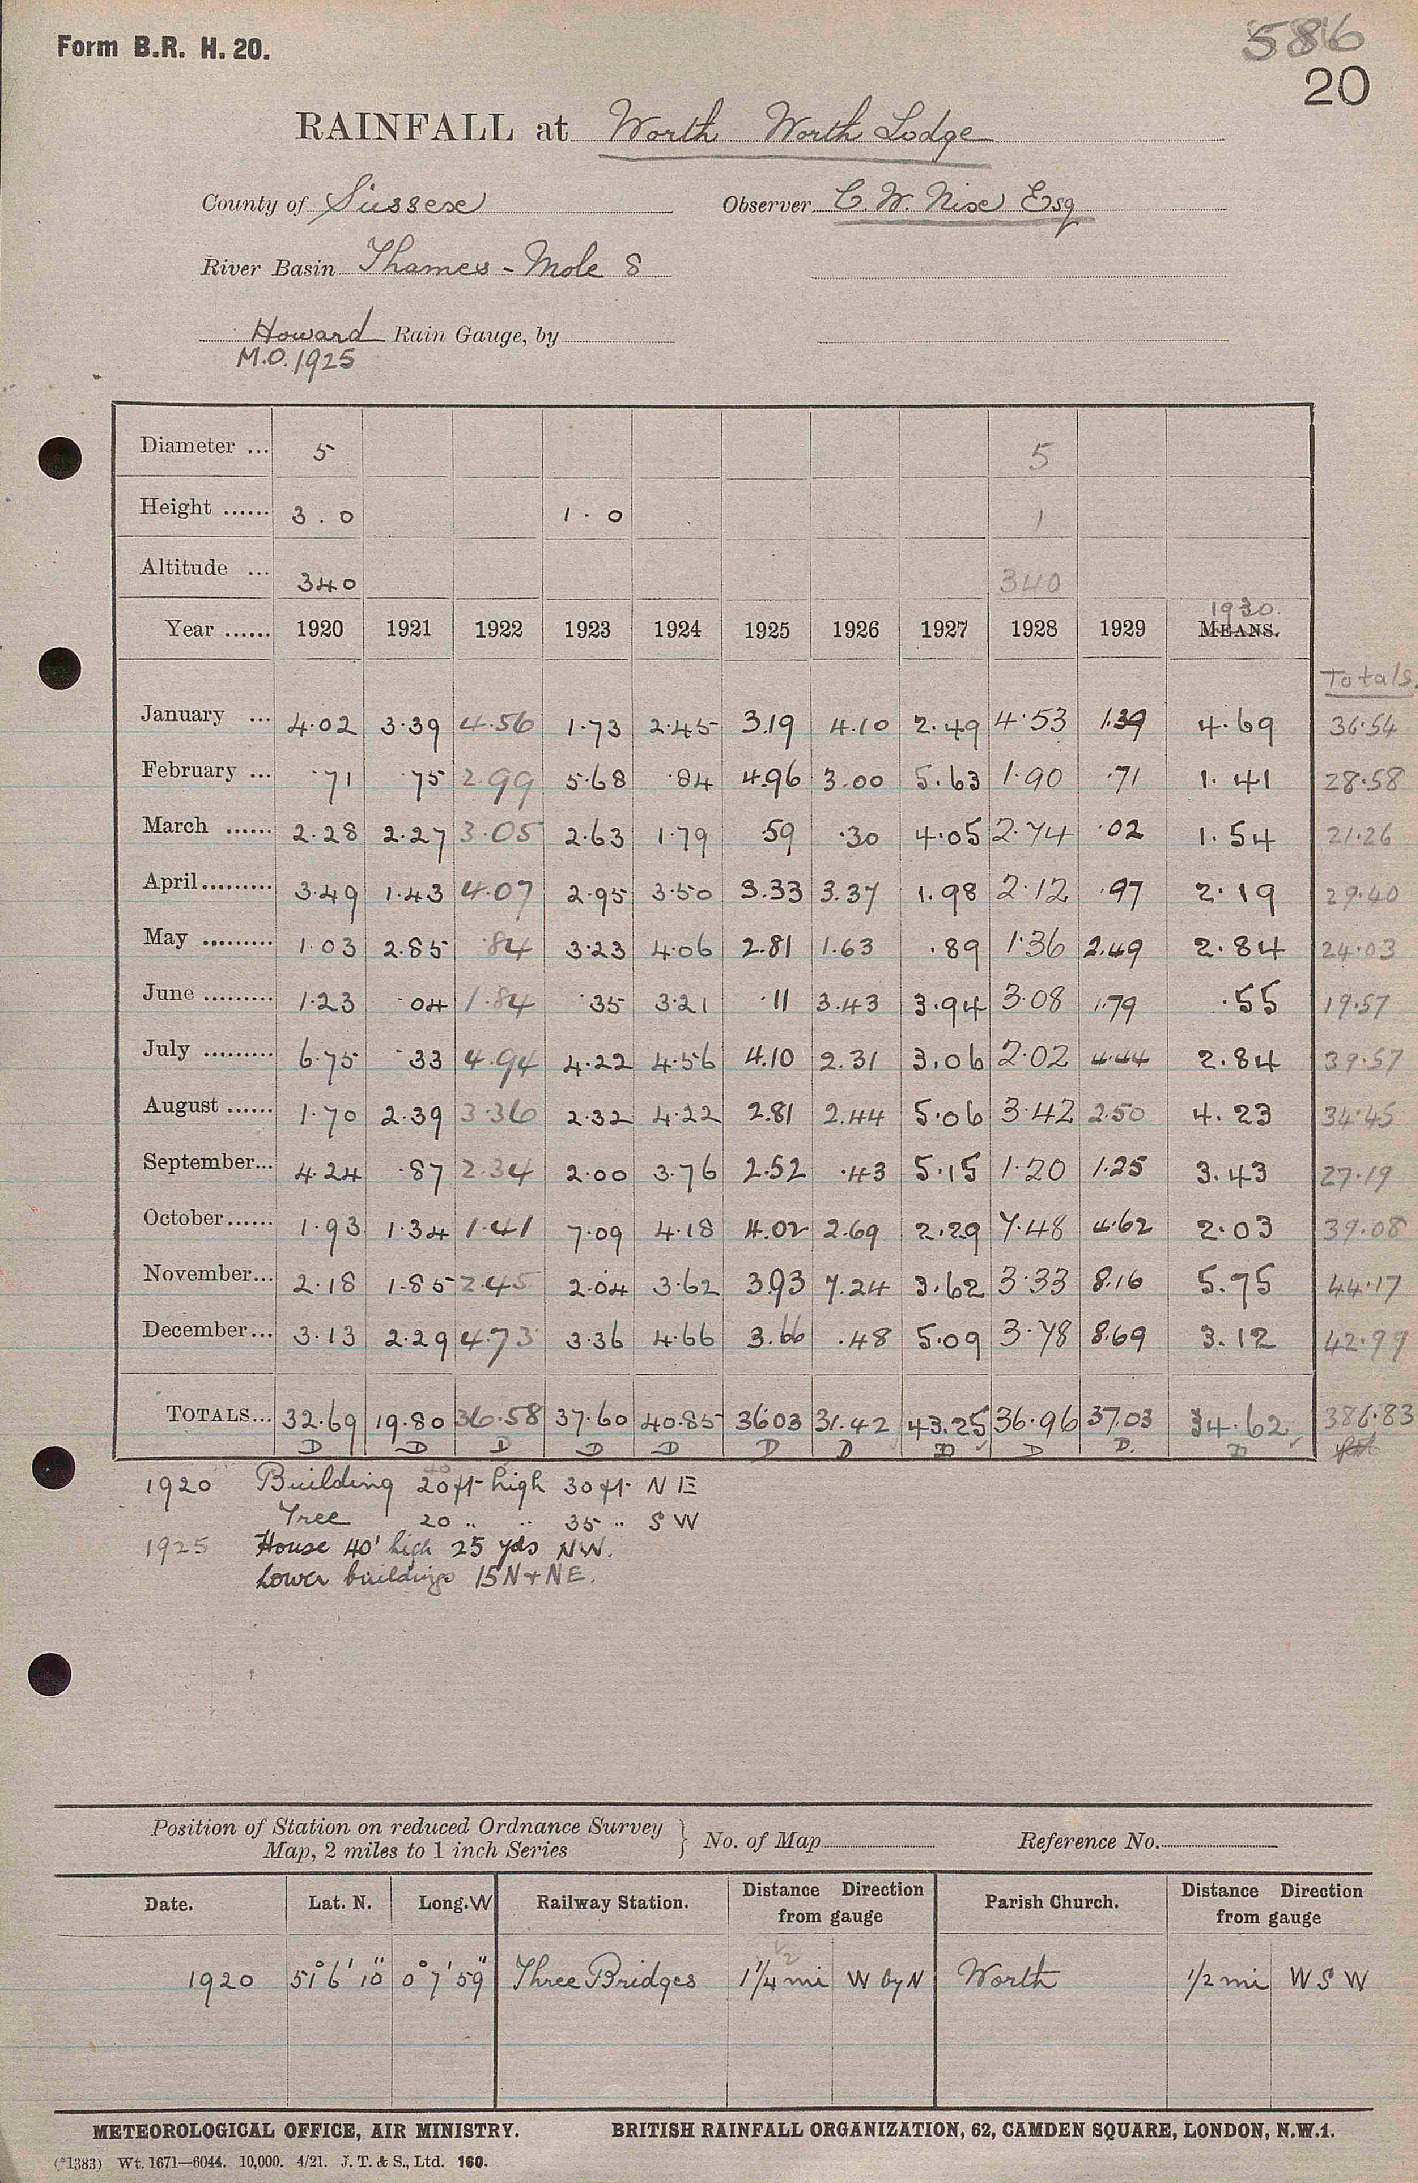 Form B.R. H. 20.
586
20
RAINFALL at Worth Worth Lodge
County of Sussex Observer C. W. Nix Esq
River Basin Thames - Mole 8
Howard Rain Gauge, by
M.O. 1925
Diameter ... 5 5
Height ...... 3.0 1.0 1
Altitude ... 340 340
1930.
Year ...... 1920 1921 1922 1923 1924 1925 1926 1927 1928 1929 MEANS.
Totals.
January ... 4.02 3.39 4.56 1.73 2.45 3.19 4.10 2.49 4.53 1.39 4.69 36.54
February ... .71 .75 2.99 5.68 .84 4.96 3.00 5.63 1.90 .71 1.41 28.58
March ...... 2.28 2.27 3.05 2.63 1.79 .59 .30 4.05 2.74 .02 1.54 21.26
April......... 3.49 1.43 4.07 2.95 3.50 3.33 3.37 1.98 2.12 .97 2.19 29.40
May ......... 1.03 2.85 .84 3.23 4.06 2.81 1.63 .89 1.36 2.49 2.84 24.03
June ......... 1.23 .04 1.84 .35 3.21 .11 3.43 3.94 3.08 1.79 .55 19.57
July ......... 6.75 .33 4.94 4.22 4.56 4.10 2.31 3.06 2.02 4.44 2.84 39.57
August ...... 1.70 2.39 3.36 2.32 4.22 2.81 2.44 5.06 3.42 2.50 4.23 34.45
September... 4.24 .87 2.34 2.00 3.76 2.52 .43 5.15 1.20 1.25 3.43 27.19
October...... 1.93 1.34 1.41 7.09 4.18 4.02 2.69 2.29 7.48 4.62 2.03 39.08
November... 2.18 1.85 2.45 2.04 3.62 3.93 7.24 3.62 3.33 8.16 5.75 44.17
December... 3.13 2.29 4.73 3.36 4.66 3.66 .48 5.09 3.78 8.69 3.12 42.99
TOTALS... 32.69 19.80 36.58 37.60 40.85 36.03 31.42 43.25 36.96 37.03 34.62 386.83
D D D D D D D D D D. D
1920 Building 20 ft high 30 ft N E
Tree 20 " " 35 " S W
1925 House 40' high 25 yds NW.
Lower buildings 15 N + NE.
Position of Station on reduced Ordnance Survey
Map, 2 miles to 1 inch Series } No. of Map Reference No.
Date. Lat. N. Long. W Railway Station. Distance Direction from gauge Parish Church. Distance Direction from gauge
1920 51° 6' 10" 0° 7' 59" Three Bridges 1 1/4 mi W by N Worth 1/2 mi W S W
METEOROLOGICAL OFFICE, AIR MINISTRY. BRITISH RAINFALL ORGANIZATION, 62, CAMDEN SQUARE, LONDON, N.W.1.
(*1383) Wt. 1671—6044. 10,000. 4/21. J. T. & S., Ltd. 160.